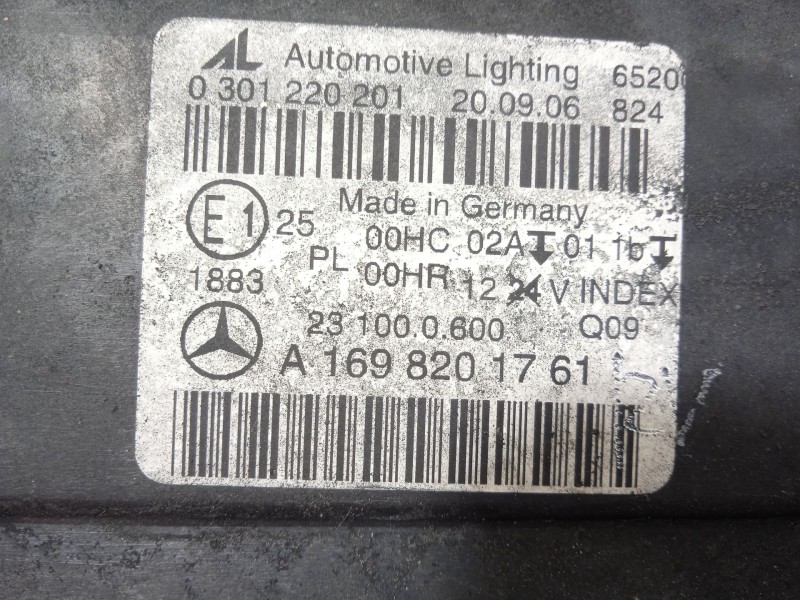 AL Automotive Lighting 6520
0 301 220 201 20.09.06 824
Made in Germany
E1 25 00HC 02A 01 1b
1883 PL 00HR 12 24 V INDEX
23 100 0.600 Q09
A 169 820 17 61